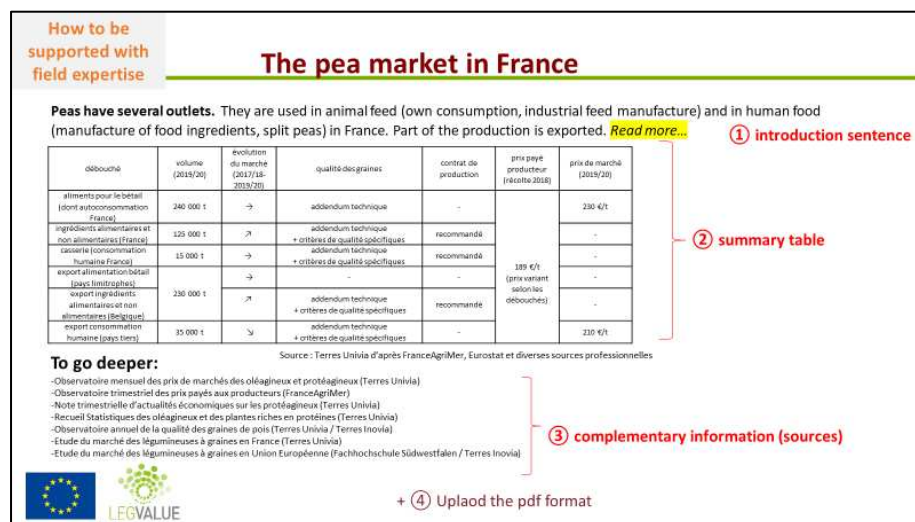 How to be
supported with
field expertise
The pea market in France
Peas have several outlets. They are used in animal feed (own consumption, industrial feed manufacture) and in human food
(manufacture of food ingredients, split peas) in France. Part of the production is exported. Read more...
① introduction sentence
débouché | volume (2019/20) | évolution du marché (2017/18-2019/20) | qualité des graines | contrat de production | prix payé producteur (récolte 2018) | prix de marché (2019/20)
aliments pour le bétail (dont autoconsommation France) | 240 000 t | → | addendum technique | - | 189 €/t (prix variant selon les débouchés) | 230 €/t
ingrédients alimentaires et non alimentaires (France) | 125 000 t | ↗ | addendum technique + critères de qualité spécifiques | recommandé | -
casserie (consommation humaine France) | 15 000 t | → | addendum technique + critères de qualité spécifiques | recommandé | -
export alimentation bétail (pays limitrophes) | 230 000 t | → | - | - | -
export ingrédients alimentaires et non alimentaires (Belgique) | ↗ | addendum technique + critères de qualité spécifiques | recommandé | -
export consommation humaine (pays tiers) | 35 000 t | ↘ | addendum technique + critères de qualité spécifiques | - | 210 €/t
② summary table
Source : Terres Univia d'après FranceAgriMer, Eurostat et diverses sources professionnelles
To go deeper:
-Observatoire mensuel des prix de marchés des oléagineux et protéagineux (Terres Univia)
-Observatoire trimestriel des prix payés aux producteurs (FranceAgriMer)
-Note trimestrielle d'actualités économiques sur les protéagineux (Terres Univia)
-Recueil Statistiques des oléagineux et des plantes riches en protéines (Terres Univia)
-Observatoire annuel de la qualité des graines de pois (Terres Univia / Terres Inovia)
-Etude du marché des légumineuses à graines en France (Terres Univia)
-Etude du marché des légumineuses à graines en Union Européenne (Fachhochschule Südwestfalen / Terres Inovia)
③ complementary information (sources)
LEGVALUE
+ ④ Uplaod the pdf format